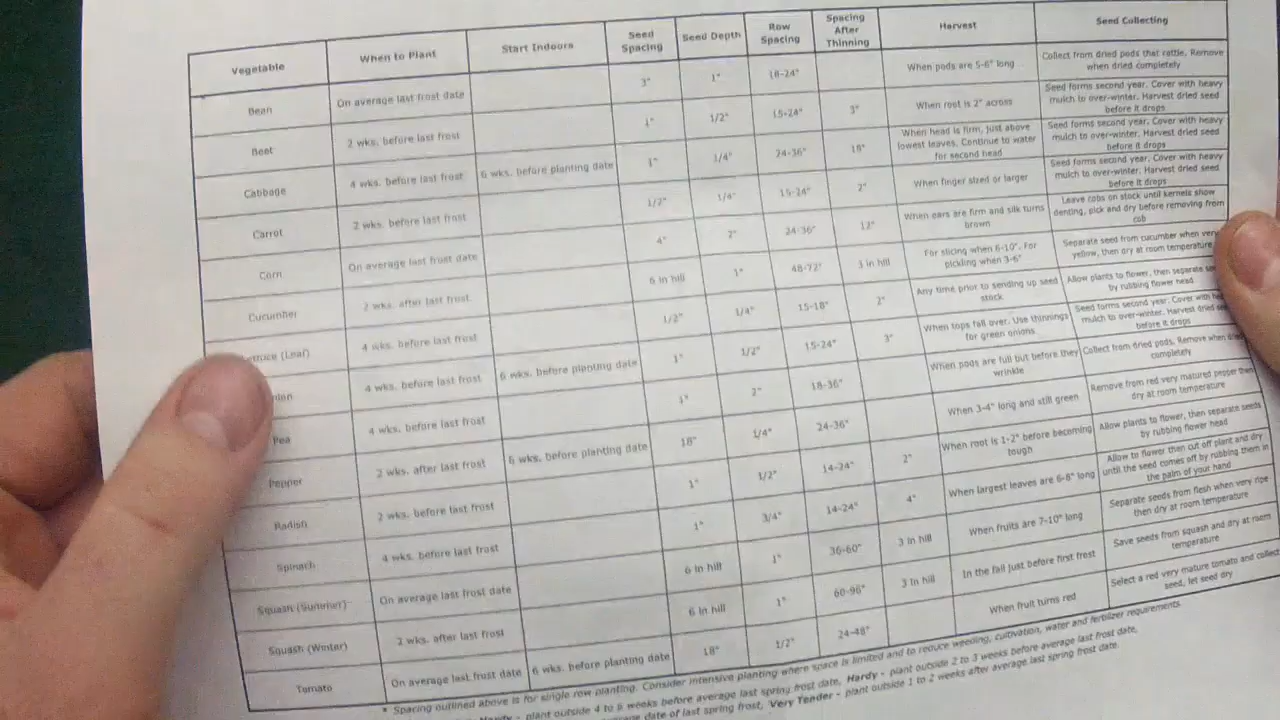 Vegetable When to Plant Start Indoors Seed Spacing Seed Depth Row Spacing Spacing After Thinning Harvest Seed Collecting
Bean On average last frost date 3" 1" 18-24" When pods are 5-6" long Collect from dried pods that rattle. Remove when dried completely
Beet 2 wks. before last frost 1" 1/2" 15-24" 3" When root is 2" across Seed forms second year. Cover with heavy mulch to over-winter. Harvest dried seed before it drops
Cabbage 4 wks. before last frost 6 wks. before planting date 1" 1/4" 24-36" 18" When head is firm, just above lowest leaves. Continue to water for second head Seed forms second year. Cover with heavy mulch to over-winter. Harvest dried seed before it drops
Carrot 2 wks. before last frost 1/2" 1/4" 15-24" 2" When finger sized or larger Seed forms second year. Cover with heavy mulch to over-winter. Harvest dried seed before it drops
Corn On average last frost date 4" 2" 24-36" 12" When ears are firm and silk turns brown Leave cobs on stock until kernels show denting, pick and dry before removing from cob
Cucumber 2 wks. after last frost 6 in hill 1" 48-72" 3 in hill For slicing when 6-10". For pickling when 3-6" Separate seed from cucumber when very yellow, then dry at room temperature
(Leaf) 4 wks. before last frost 1/2" 1/4" 15-18" 2" Any time prior to sending up seed stock Allow plants to flower, then separate by rubbing flower head
4 wks. before last frost 6 wks. before planting date 1" 1/2" 15-24" 3" When tops fall over. Use thinnings for green onions Seed forms second year. Cover with mulch to over-winter. Harvest dried before it drops
Pea 4 wks. before last frost 1" 2" 18-36" When pods are full but before they wrinkle Collect from dried pods. Remove when completely
Pepper 2 wks. after last frost 6 wks. before planting date 18" 1/4" 24-36" When 3-4" long and still green Remove from red very matured pepper then dry at room temperature
Radish 2 wks. before last frost 1" 1/2" 14-24" 2" When root is 1-2" before becoming tough Allow plants to flower, then separate seeds by rubbing flower head
Spinach 4 wks. before last frost 1" 3/4" 14-24" 4" When largest leaves are 6-8" long Allow to flower then cut off plant and dry until the seed comes off by rubbing them in the palm of your hand
Squash (Summer) On average last frost date 6 in hill 1" 36-60" 3 in hill When fruits are 7-10" long Separate seeds from flesh when very ripe then dry at room temperature
Squash (Winter) 2 wks. after last frost 6 in hill 1" 60-96" 3 in hill In the fall just before first frost Save seeds from squash and dry at room temperature
Tomato On average last frost date 6 wks. before planting date 18" 1/2" 24-48" When fruit turns red Select a red very mature tomato and collect seed, let seed dry
* Spacing outlined above is for single row planting. Consider intensive planting where space is limited and to reduce weeding, cultivation, water and fertilizer requirements.
Hardy - plant outside 4 to 6 weeks before average last spring frost date, Hardy - plant outside 2 to 3 weeks before average last frost date,
date of last spring frost, Very Tender - plant outside 1 to 2 weeks after average last spring frost date.